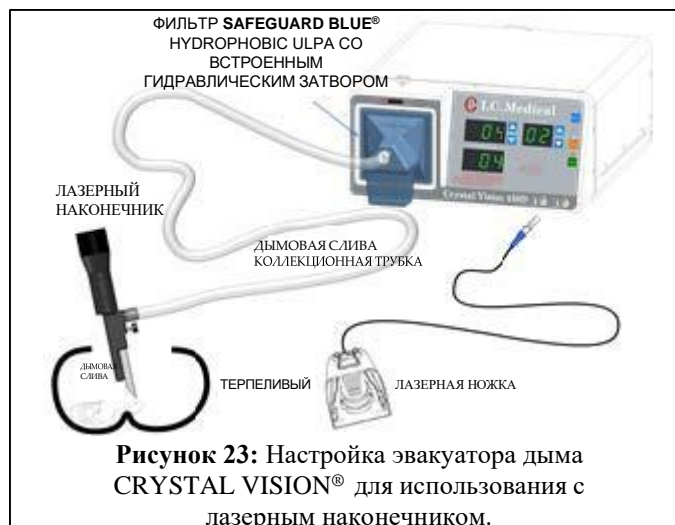 ФИЛЬТР SAFEGUARD BLUE®
HYDROPHOBIC ULPA СО
ВСТРОЕННЫМ
ГИДРАВЛИЧЕСКИМ ЗАТВОРОМ
I.C. Medical
04 02
04
Crystal Vision
ЛАЗЕРНЫЙ
НАКОНЕЧНИК
ДЫМОВАЯ СЛИВА
КОЛЛЕКЦИОННАЯ ТРУБКА
ДЫМОВАЯ
СЛИВА
ТЕРПЕЛИВЫЙ
ЛАЗЕРНАЯ НОЖКА
Рисунок 23: Настройка эвакуатора дыма
CRYSTAL VISION® для использования с
лазерным наконечником.